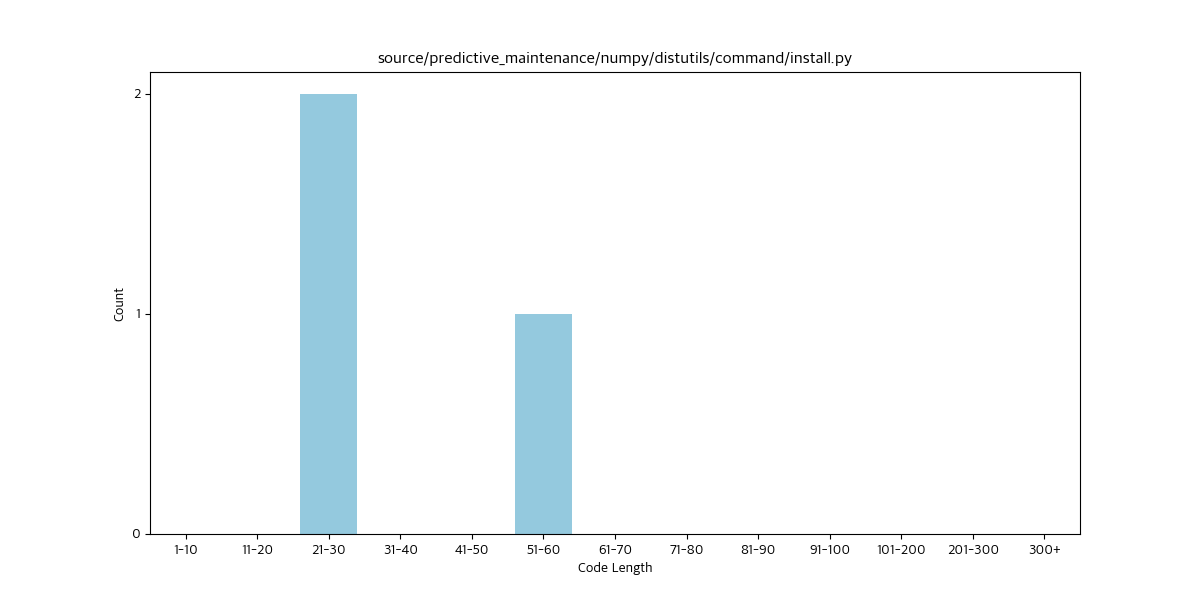 source/predictive_maintenance/numpy/distutils/command/install.py
2
1
0
Count
1-10 11-20 21-30 31-40 41-50 51-60 61-70 71-80 81-90 91-100 101-200 201-300 300+
Code Length